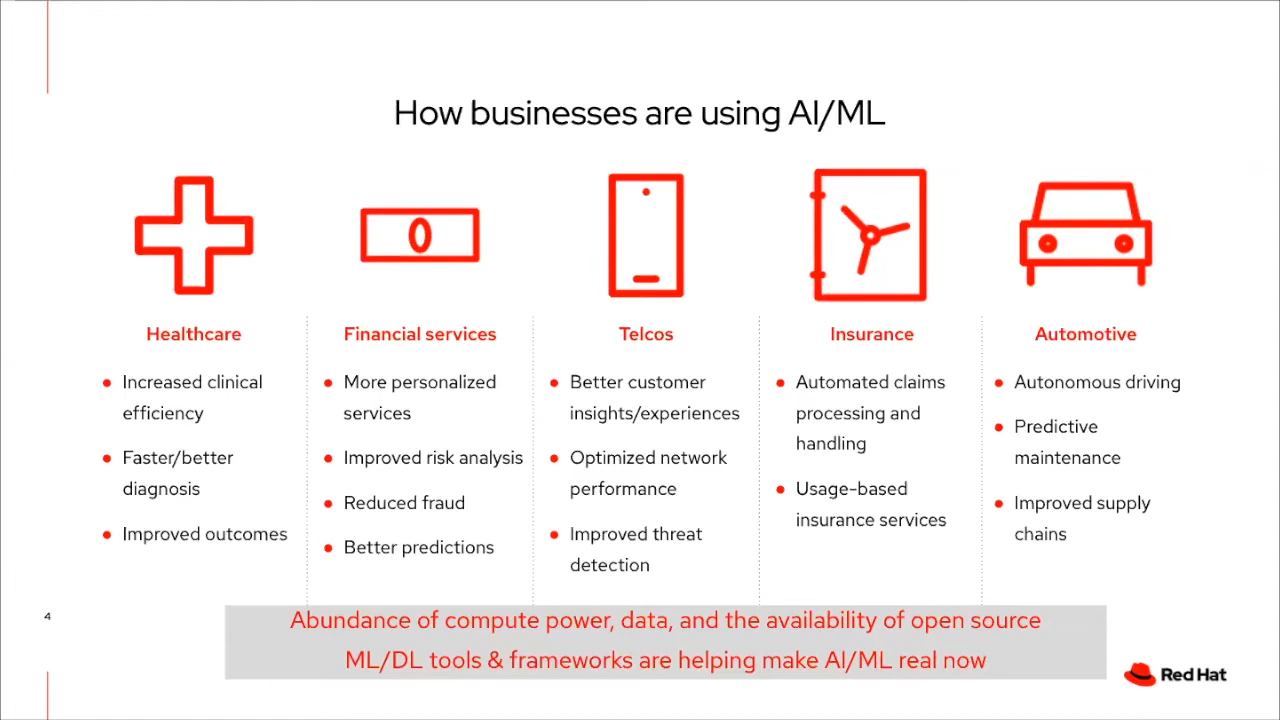 How businesses are using AI/ML
Healthcare
Increased clinical
efficiency
Faster/better
diagnosis
Improved outcomes
Financial services
More personalized
services
Improved risk analysis
Reduced fraud
Better predictions
Telcos
Better customer
insights/experiences
Optimized network
performance
Improved threat
detection
Insurance
Automated claims
processing and
handling
Usage-based
insurance services
Automotive
Autonomous driving
Predictive
maintenance
Improved supply
chains
Abundance of compute power, data, and the availability of open source
ML/DL tools & frameworks are helping make AI/ML real now
4
Red Hat